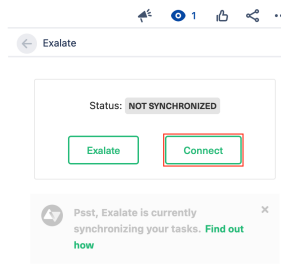 1
Exalate
Status: NOT SYNCHRONIZED
Exalate Connect
Psst, Exalate is currently
synchronizing your tasks. Find out
how